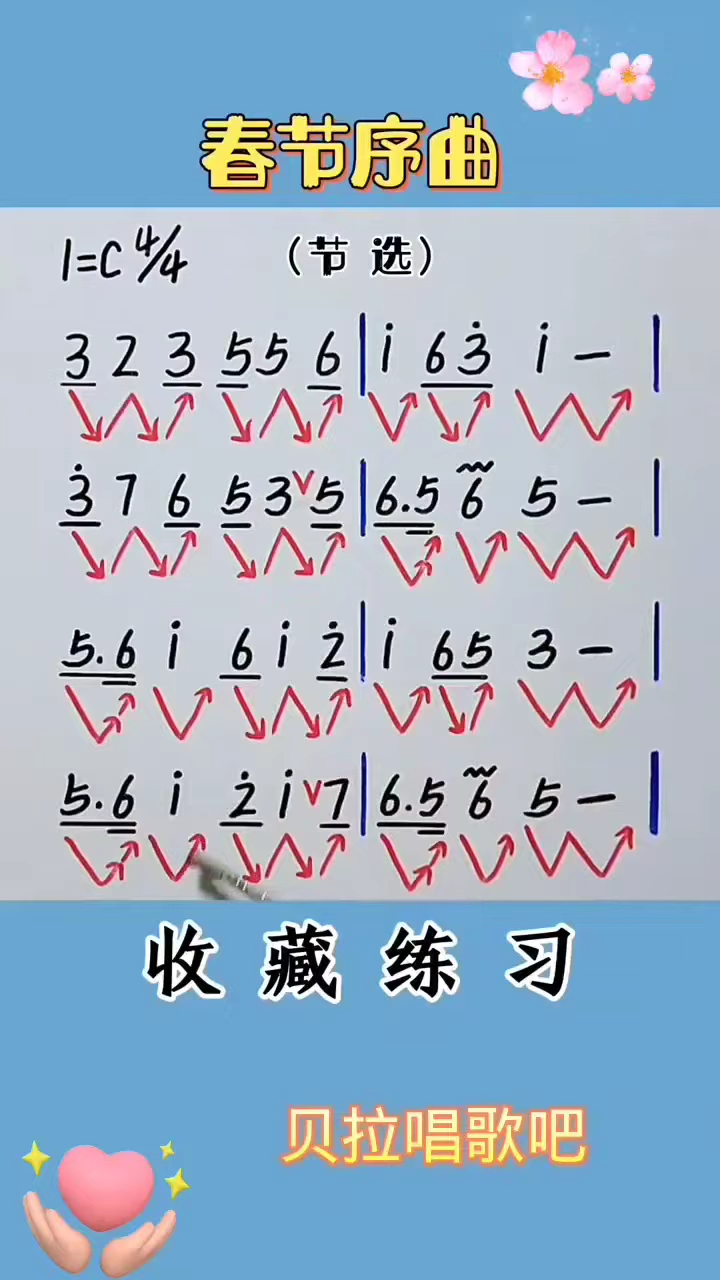 春节序曲
1=C 4/4 (节 选)
3 2 3 5 5 6 | i 6 3̇ i – |
3̇ 7 6 5 3 ∨ 5 | 6.5 6 5 – |
5.6 i 6 i 2̇ | i 6 5 3 – |
5.6 i 2̇ i ∨ 7 | 6.5 6 5 – |
收 藏 练 习
贝拉唱歌吧